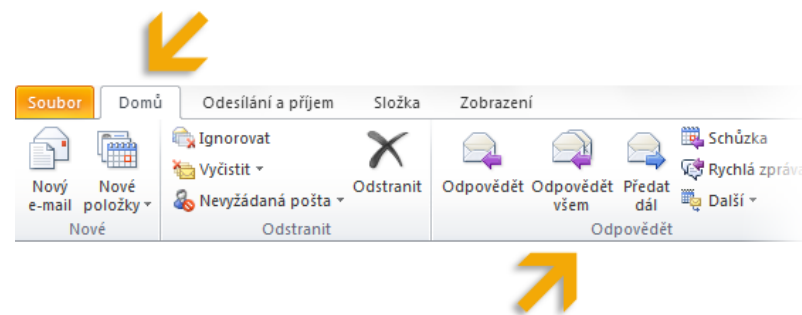 Soubor Domů Odesílání a příjem Složka Zobrazení
Ignorovat
Vyčistit
Nevyžádaná pošta
Nový
e-mail
Nové
položky
Odstranit
Odpovědět
Odpovědět
všem
Předat
dál
Schůzka
Rychlá zpráva
Další
Nové Odstranit Odpovědět